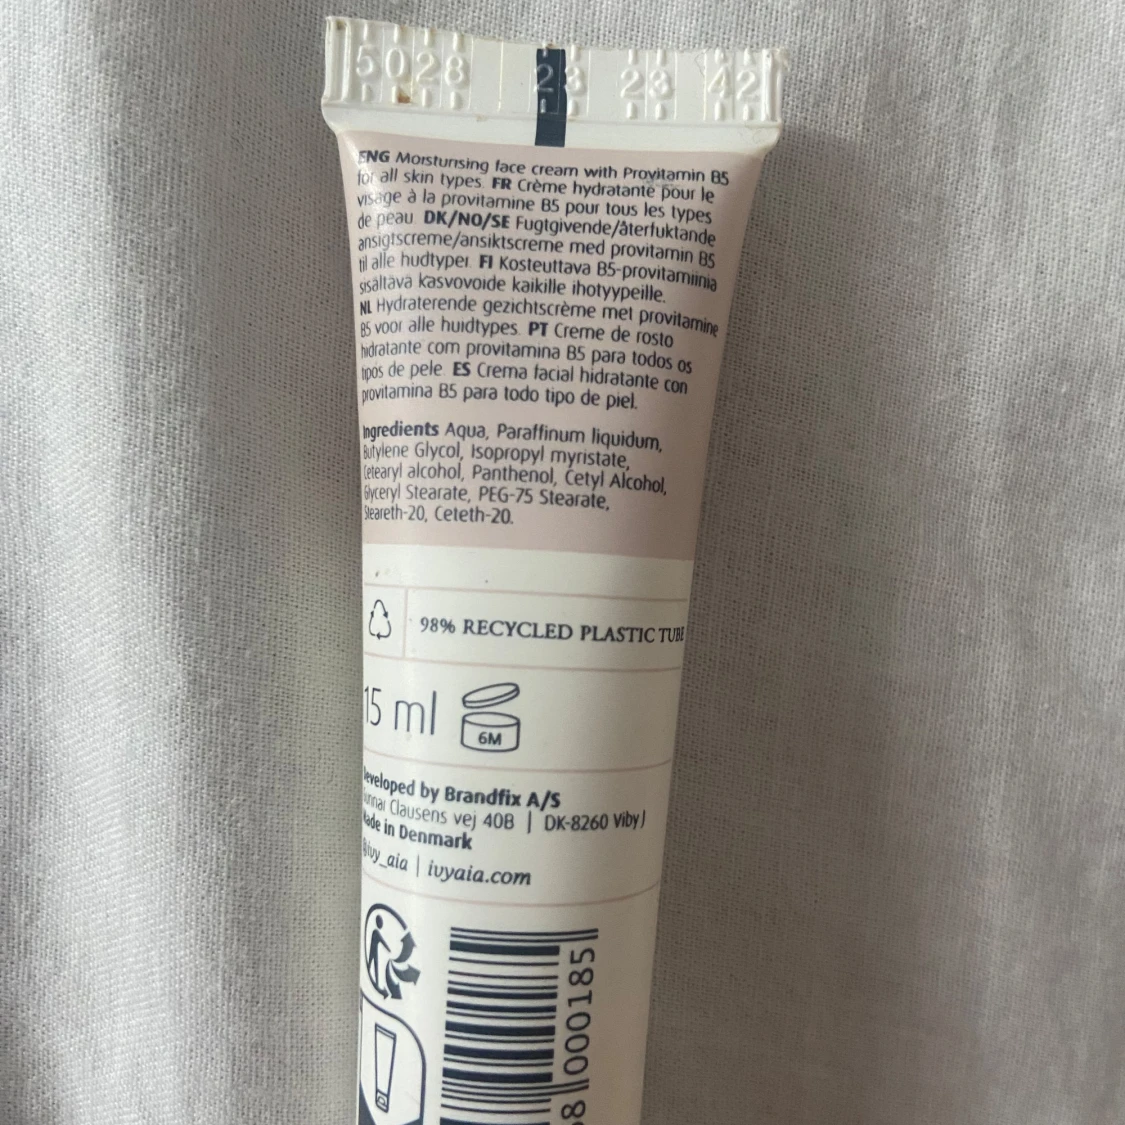 5028 23 23 42
ENG Moisturising face cream with Provitamin B5
for all skin types. FR Crème hydratante pour le
visage à la provitamine B5 pour tous les types
de peau. DK/NO/SE Fugtgivende/återfuktande
ansigtscreme/ansiktscreme med provitamin B5
til alle hudtyper. FI Kosteuttava B5-provitamiinia
sisältävä kasvovoide kaikille ihotyypeille.
NL Hydraterende gezichtscrème met provitamine
B5 voor alle huidtypes. PT Creme de rosto
hidratante com provitamina B5 para todos os
tipos de pele. ES Crema facial hidratante con
provitamina B5 para todo tipo de piel.
Ingredients Aqua, Paraffinum liquidum,
Butylene Glycol, Isopropyl myristate,
Cetearyl alcohol, Panthenol, Cetyl Alcohol,
Glyceryl Stearate, PEG-75 Stearate,
Steareth-20, Ceteth-20.
98% RECYCLED PLASTIC TUBE
15 ml 6M
Developed by Brandfix A/S
Gunnar Clausens vej 40B | DK-8260 Viby J
Made in Denmark
@ivy_aia | ivyaia.com
8 000185